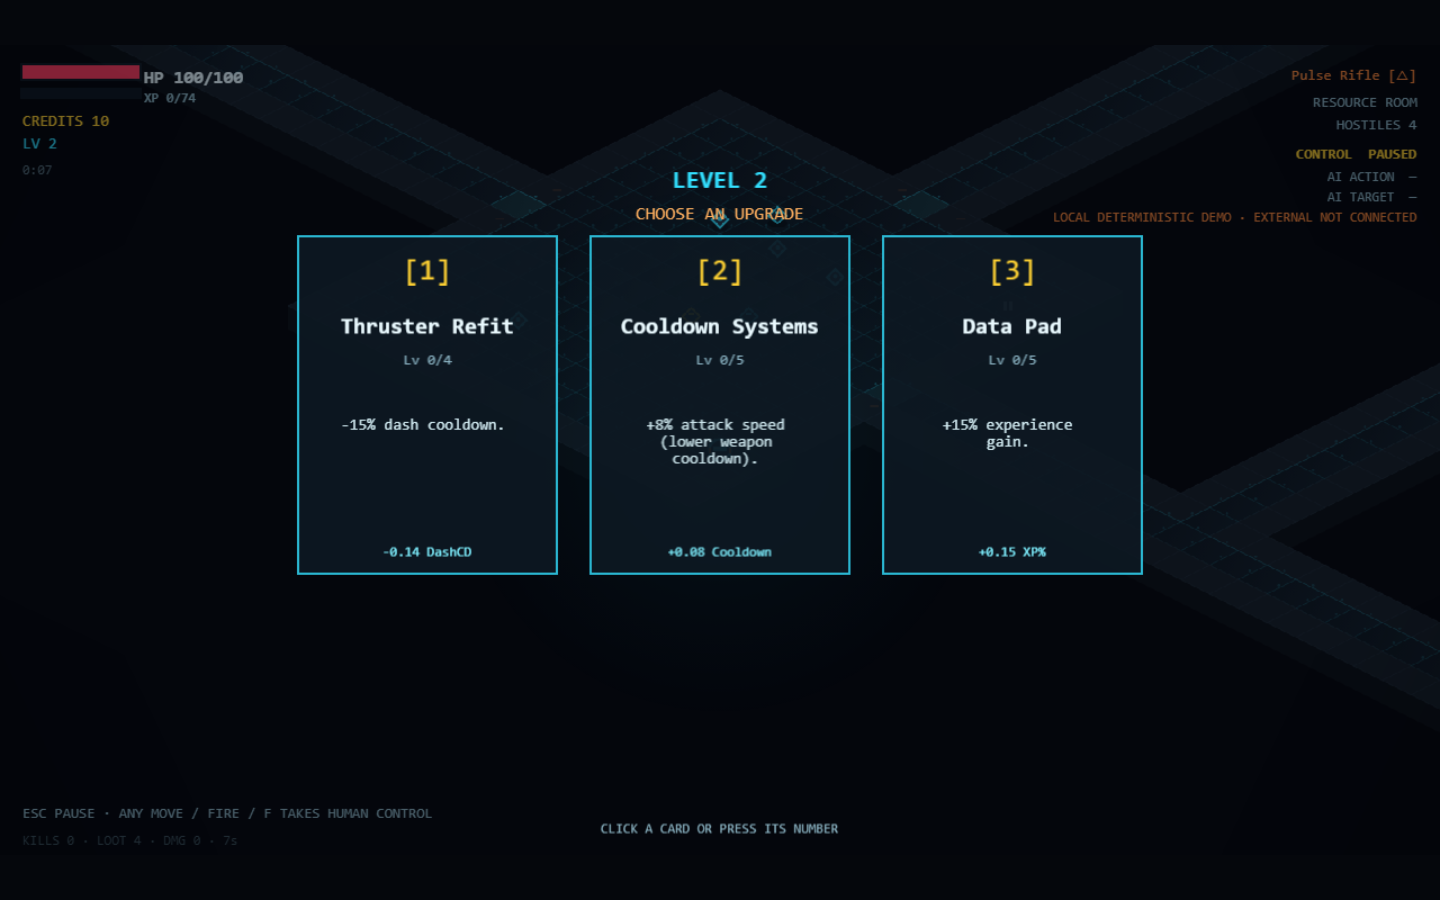 HP 100/100
XP 0/74
CREDITS 10
LV 2
0:07
Pulse Rifle [△]
RESOURCE ROOM
HOSTILES 4
CONTROL PAUSED
AI ACTION —
AI TARGET —
LOCAL DETERMINISTIC DEMO · EXTERNAL NOT CONNECTED
LEVEL 2
CHOOSE AN UPGRADE
[1]
Thruster Refit
Lv 0/4
-15% dash cooldown.
-0.14 DashCD
[2]
Cooldown Systems
Lv 0/5
+8% attack speed
(lower weapon
cooldown).
+0.08 Cooldown
[3]
Data Pad
Lv 0/5
+15% experience
gain.
+0.15 XP%
ESC PAUSE · ANY MOVE / FIRE / F TAKES HUMAN CONTROL
KILLS 0 · LOOT 4 · DMG 0 · 7s
CLICK A CARD OR PRESS ITS NUMBER